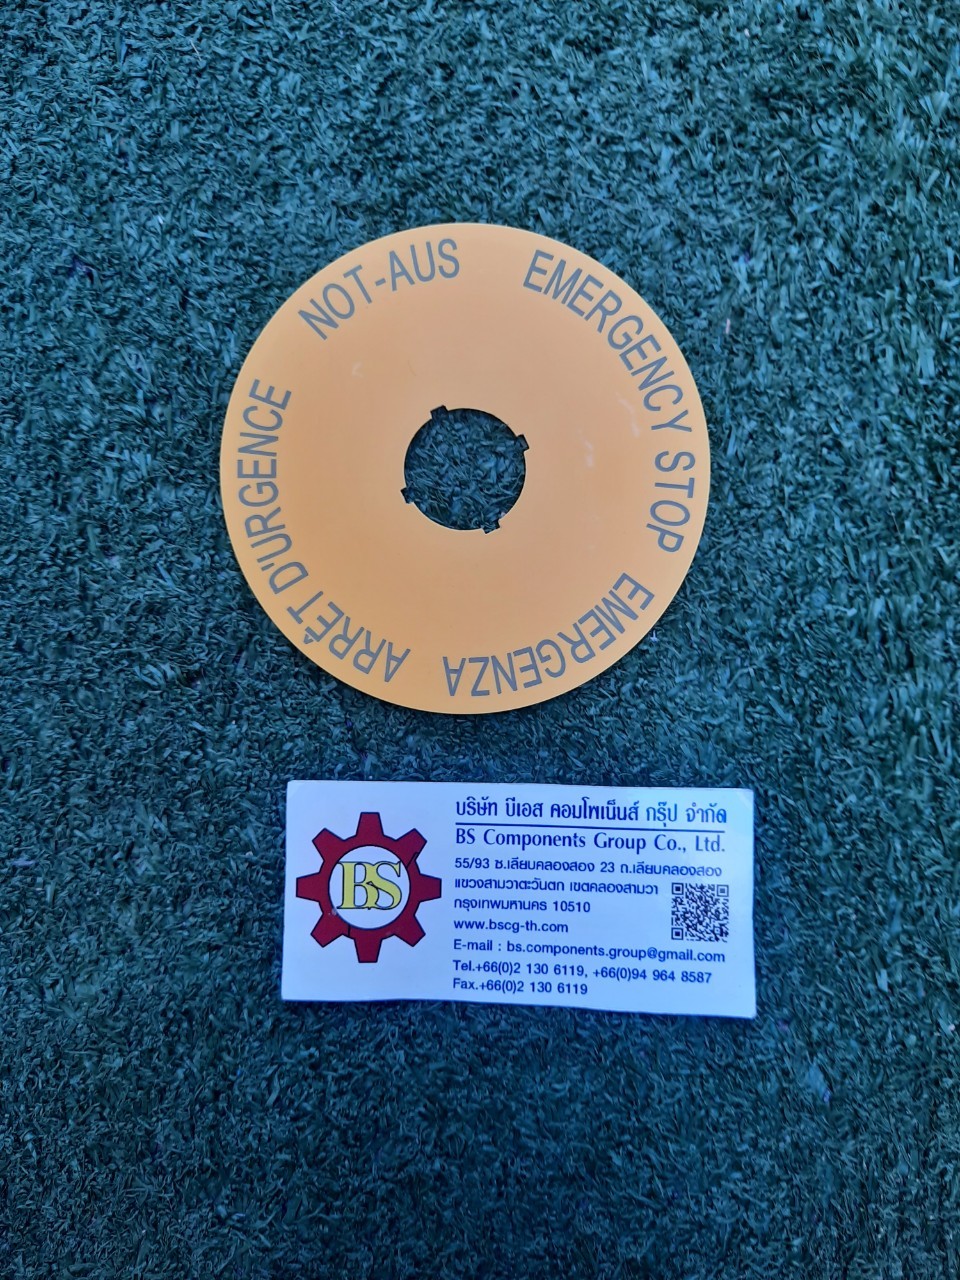 NOT-AUS
EMERGENCY STOP
EMERGENZA
ARRÊT D'URGENCE
BS
บริษัท บีเอส คอมโพเน็นส์ กรุ๊ป จำกัด
BS Components Group Co., Ltd.
55/93 ซ.เลียบคลองสอง 23 ถ.เลียบคลองสอง
แขวงสามวาตะวันตก เขตคลองสามวา
กรุงเทพมหานคร 10510
www.bscg-th.com
E-mail : bs.components.group@gmail.com
Tel.+66(0)2 130 6119, +66(0)94 964 8587
Fax.+66(0)2 130 6119